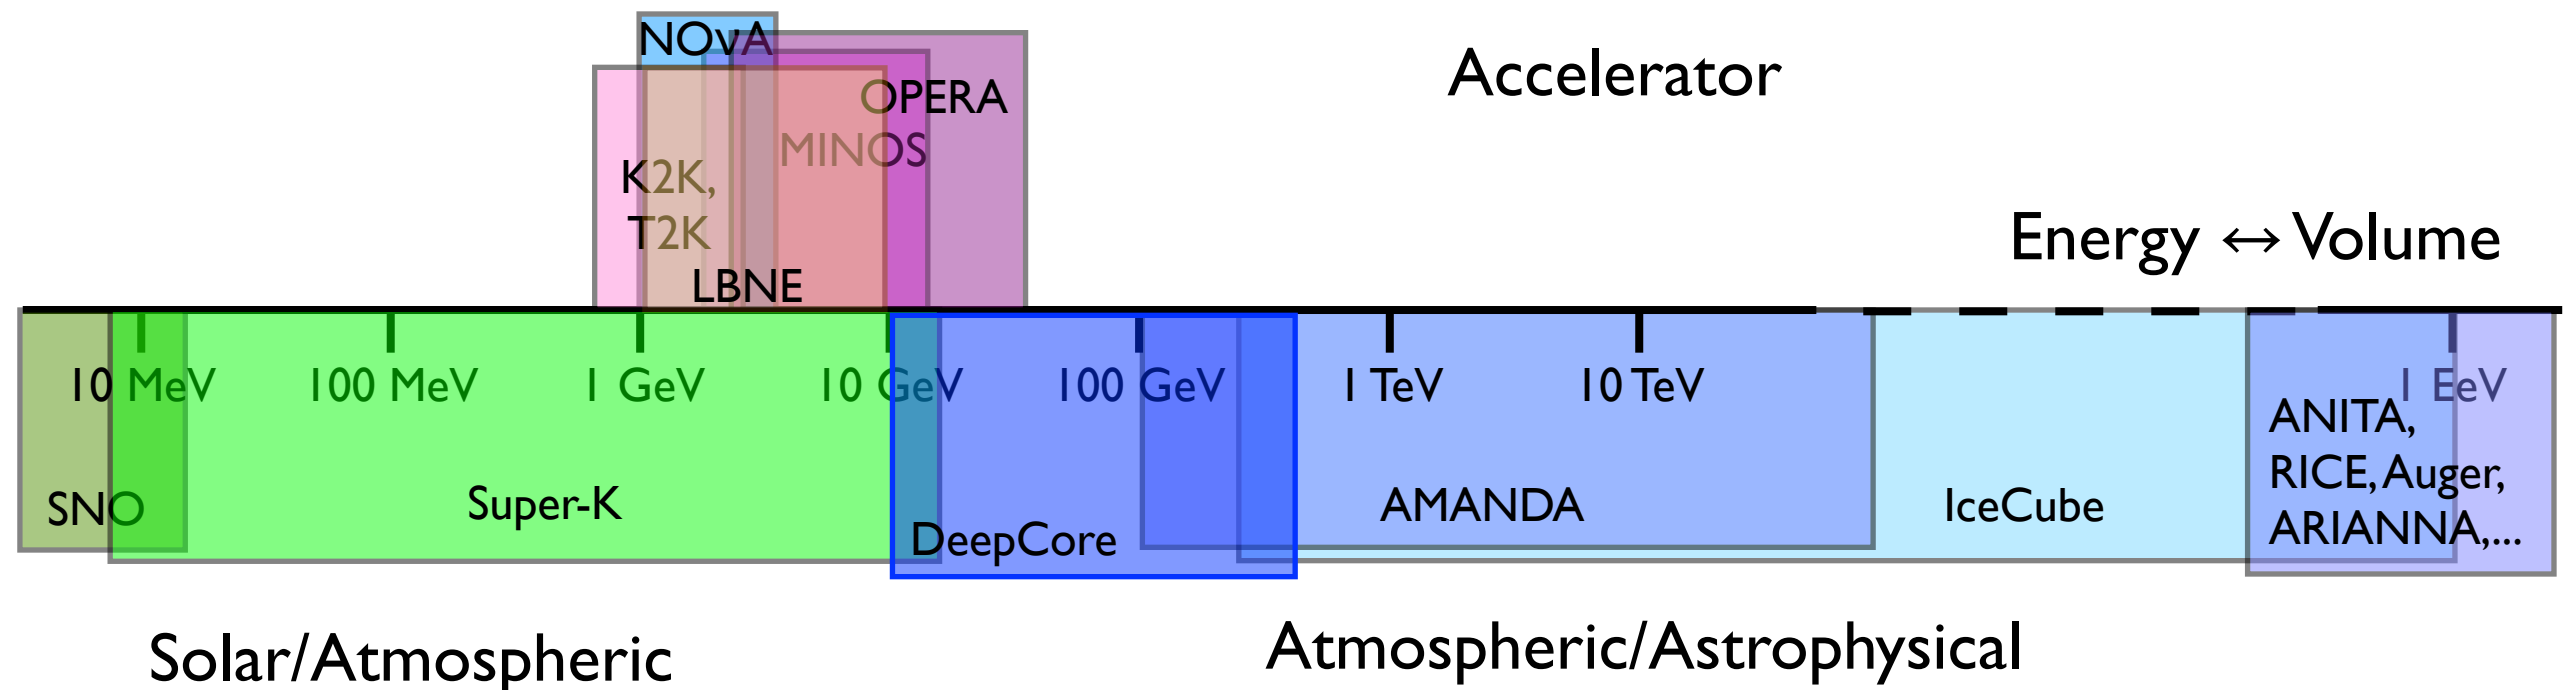 NOνA
Accelerator
OPERA
MINOS
K2K,
T2K
LBNE
Energy ↔ Volume
10 MeV
100 MeV
1 GeV
10 GeV
100 GeV
1 TeV
10 TeV
1 EeV
SNO
Super-K
DeepCore
AMANDA
IceCube
ANITA,
RICE, Auger,
ARIANNA,...
Solar/Atmospheric
Atmospheric/Astrophysical